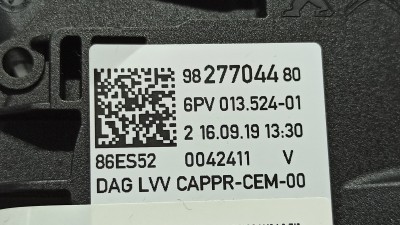 98 277044 80
6PV 013.524-01
2 16.09.19 13:30
86ES52 0042411 V
DAG LVV CAPPR-CEM-00